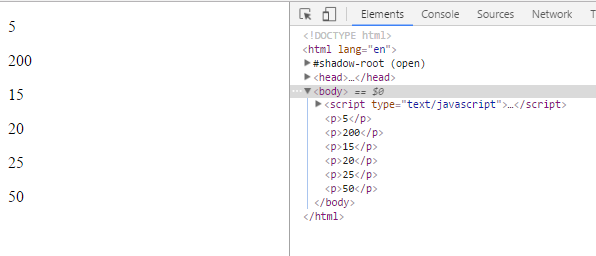 5
200
15
20
25
50
Elements Console Sources Network
<!DOCTYPE html>
<html lang="en">
#shadow-root (open)
<head>…</head>
<body> == $0
<script type="text/javascript">…</script>
<p>5</p>
<p>200</p>
<p>15</p>
<p>20</p>
<p>25</p>
<p>50</p>
</body>
</html>